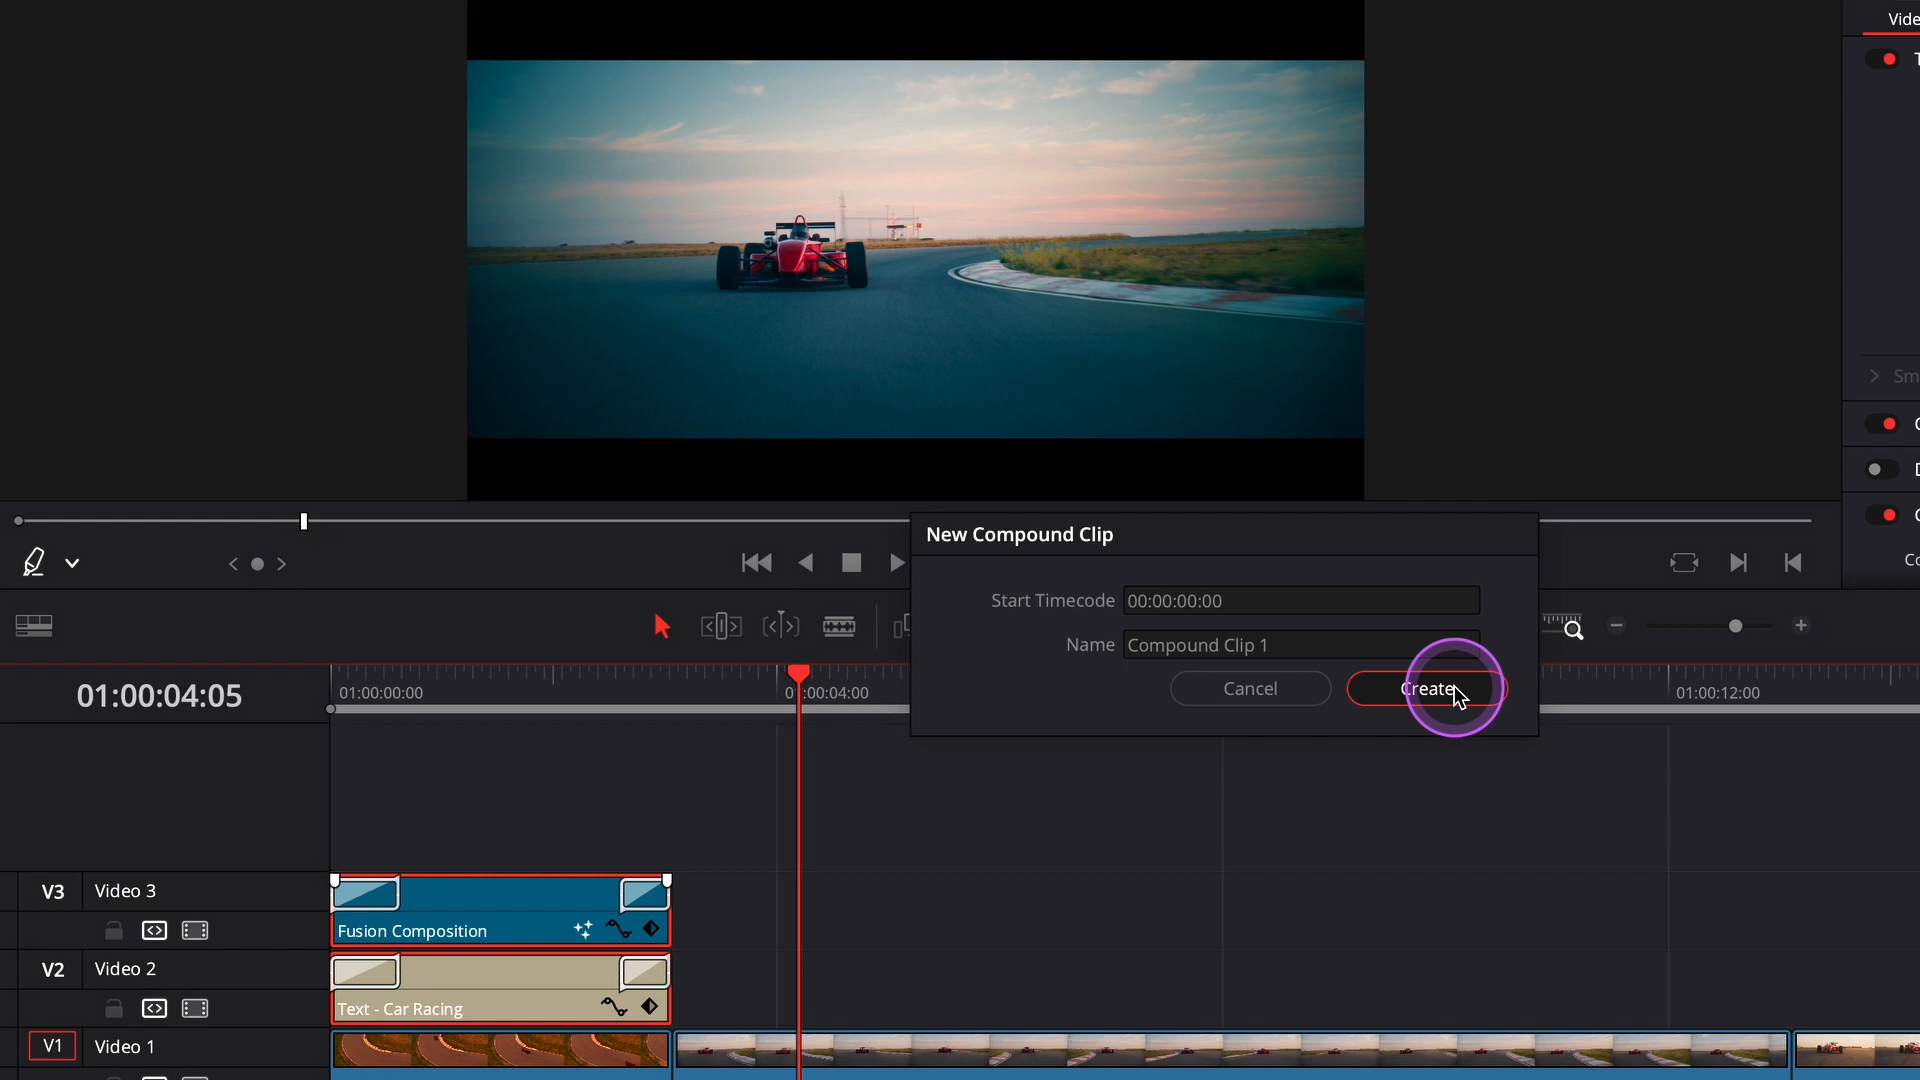 Vide
T
Sm
C
D
C
Co
New Compound Clip
Start Timecode 00:00:00:00
Name Compound Clip 1
Cancel Create
01:00:04:05
01:00:00:00 01:00:04:00 01:00:12:00
V3 Video 3
Fusion Composition
V2 Video 2
Text - Car Racing
V1 Video 1